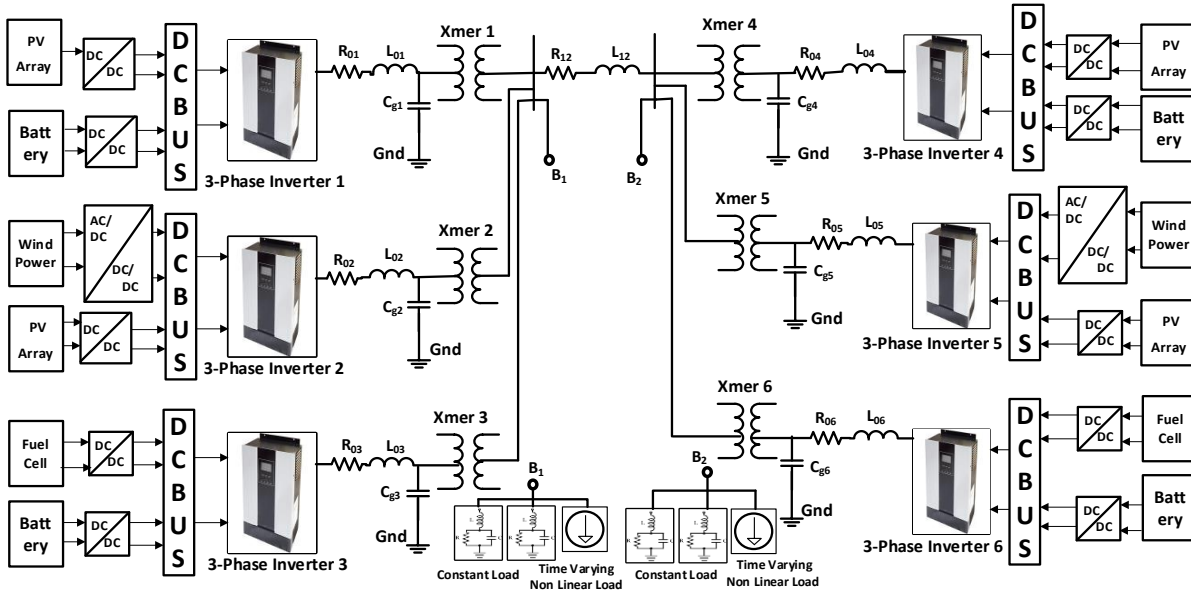 PV
Array
DC
DC
Batt
ery
DC
DC
D
C
B
U
S
3-Phase Inverter 1
R01
L01
Cg1
Gnd
Xmer 1
R12
L12
B1
B2
Xmer 4
R04
L04
Cg4
Gnd
3-Phase Inverter 4
D
C
B
U
S
DC
DC
PV
Array
DC
DC
Batt
ery
Wind
Power
AC/
DC
DC/
DC
PV
Array
DC
DC
D
C
B
U
S
3-Phase Inverter 2
R02
L02
Cg2
Gnd
Xmer 2
Xmer 5
R05
L05
Cg5
Gnd
3-Phase Inverter 5
D
C
B
U
S
AC/
DC
DC/
DC
Wind
Power
DC
DC
PV
Array
Fuel
Cell
DC
DC
Batt
ery
DC
DC
D
C
B
U
S
3-Phase Inverter 3
R03
L03
Cg3
Gnd
Xmer 3
B1
L
R
C
L
R
C
Constant Load
Time Varying
Non Linear Load
B2
L
R
C
L
R
C
Constant Load
Time Varying
Non Linear Load
Xmer 6
R06
L06
Cg6
Gnd
3-Phase Inverter 6
D
C
B
U
S
DC
DC
Fuel
Cell
DC
DC
Batt
ery